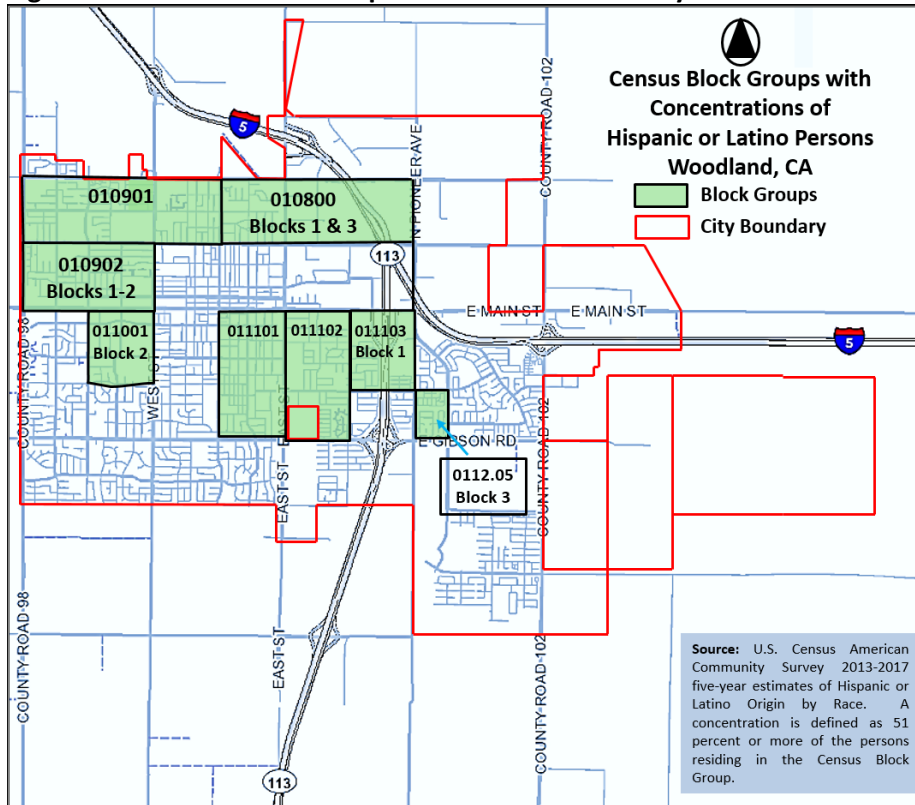 Census Block Groups with
Concentrations of
Hispanic or Latino Persons
Woodland, CA
Block Groups
City Boundary
5
N PIONEER AVE
COUNTY ROAD 102
010901
010800
Blocks 1 & 3
113
010902
Blocks 1-2
E MAIN ST
E MAIN ST
011001
Block 2
011101
011102
011103
Block 1
5
COUNTY ROAD 98
WEST ST
EAST ST
E GIBSON RD
COUNTY ROAD 102
0112.05
Block 3
EAST ST
COUNTY ROAD 98
EAST ST
COUNTY ROAD 102
113
Source: U.S. Census American
Community Survey 2013-2017
five-year estimates of Hispanic or
Latino Origin by Race. A
concentration is defined as 51
percent or more of the persons
residing in the Census Block
Group.